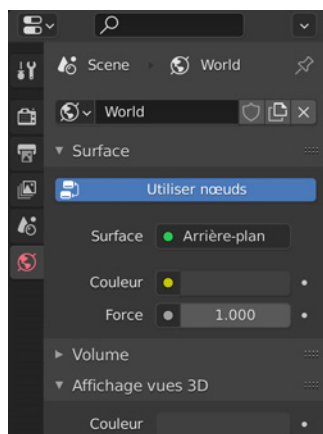 Scene World
World
Surface
Utiliser nœuds
Surface Arrière-plan
Couleur
Force 1.000
Volume
Affichage vues 3D
Couleur